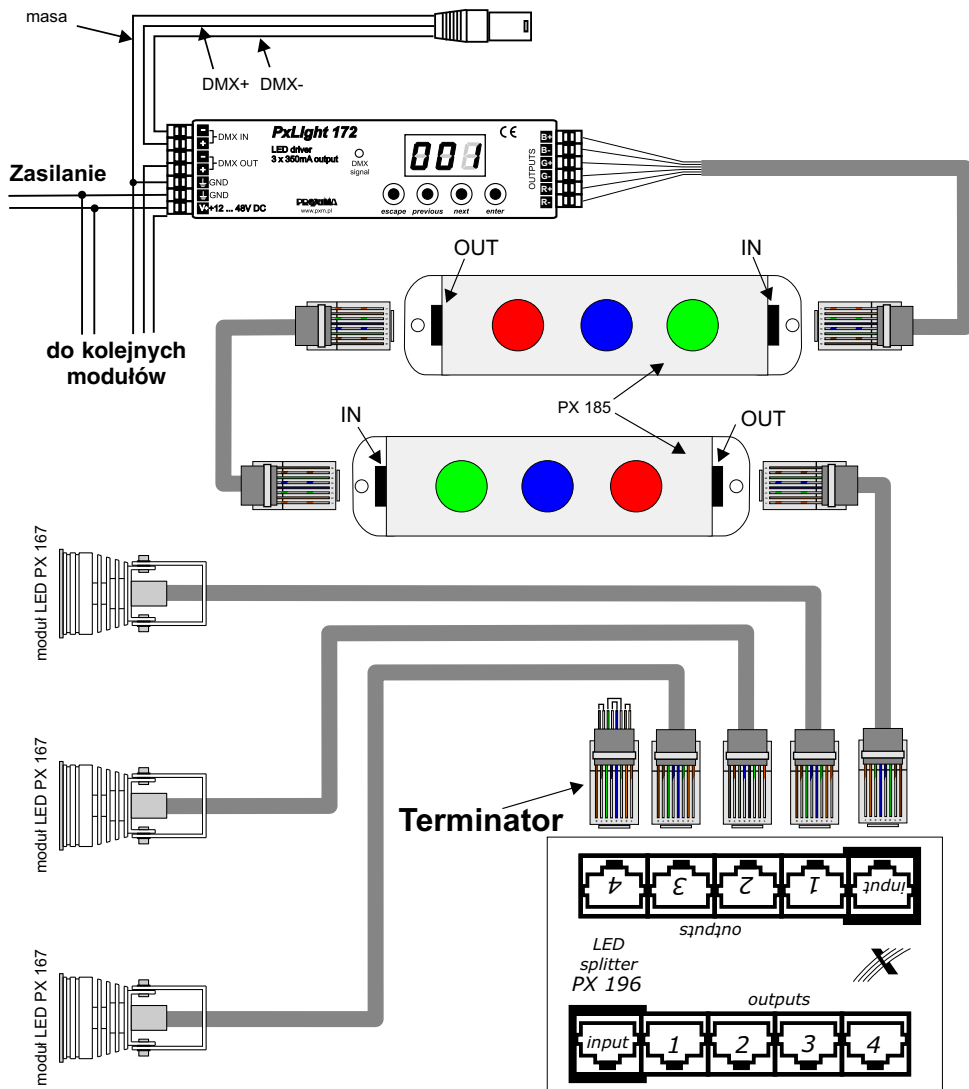 masa
DMX+ DMX-
PxLight 172
LED driver
3 x 350mA output
DMX
signal
001
CE
- DMX IN
+
- DMX OUT
+
GND
GND
V+ +12 ... 48V DC
PROXIMA
www.pxm.pl
escape previous next enter
OUTPUTS
B+
B-
G+
G-
R+
R-
Zasilanie
do kolejnych
modułów
OUT
IN
PX 185
IN
OUT
moduł LED PX 167
moduł LED PX 167
moduł LED PX 167
Terminator
4 3 2 1 input
outputs
LED
splitter
PX 196
outputs
input 1 2 3 4